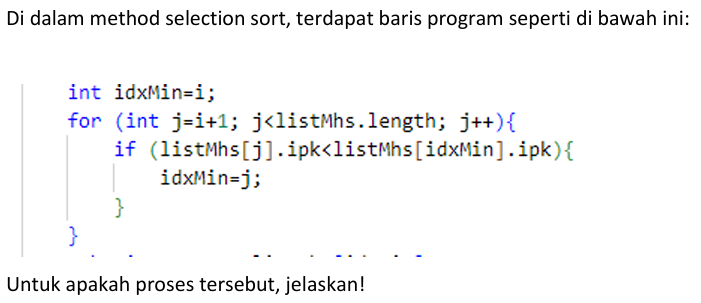 Di dalam method selection sort, terdapat baris program seperti di bawah ini:
int idxMin=i;
for (int j=i+1; j<listMhs.length; j++){
if (listMhs[j].ipk<listMhs[idxMin].ipk){
idxMin=j;
}
}
Untuk apakah proses tersebut, jelaskan!